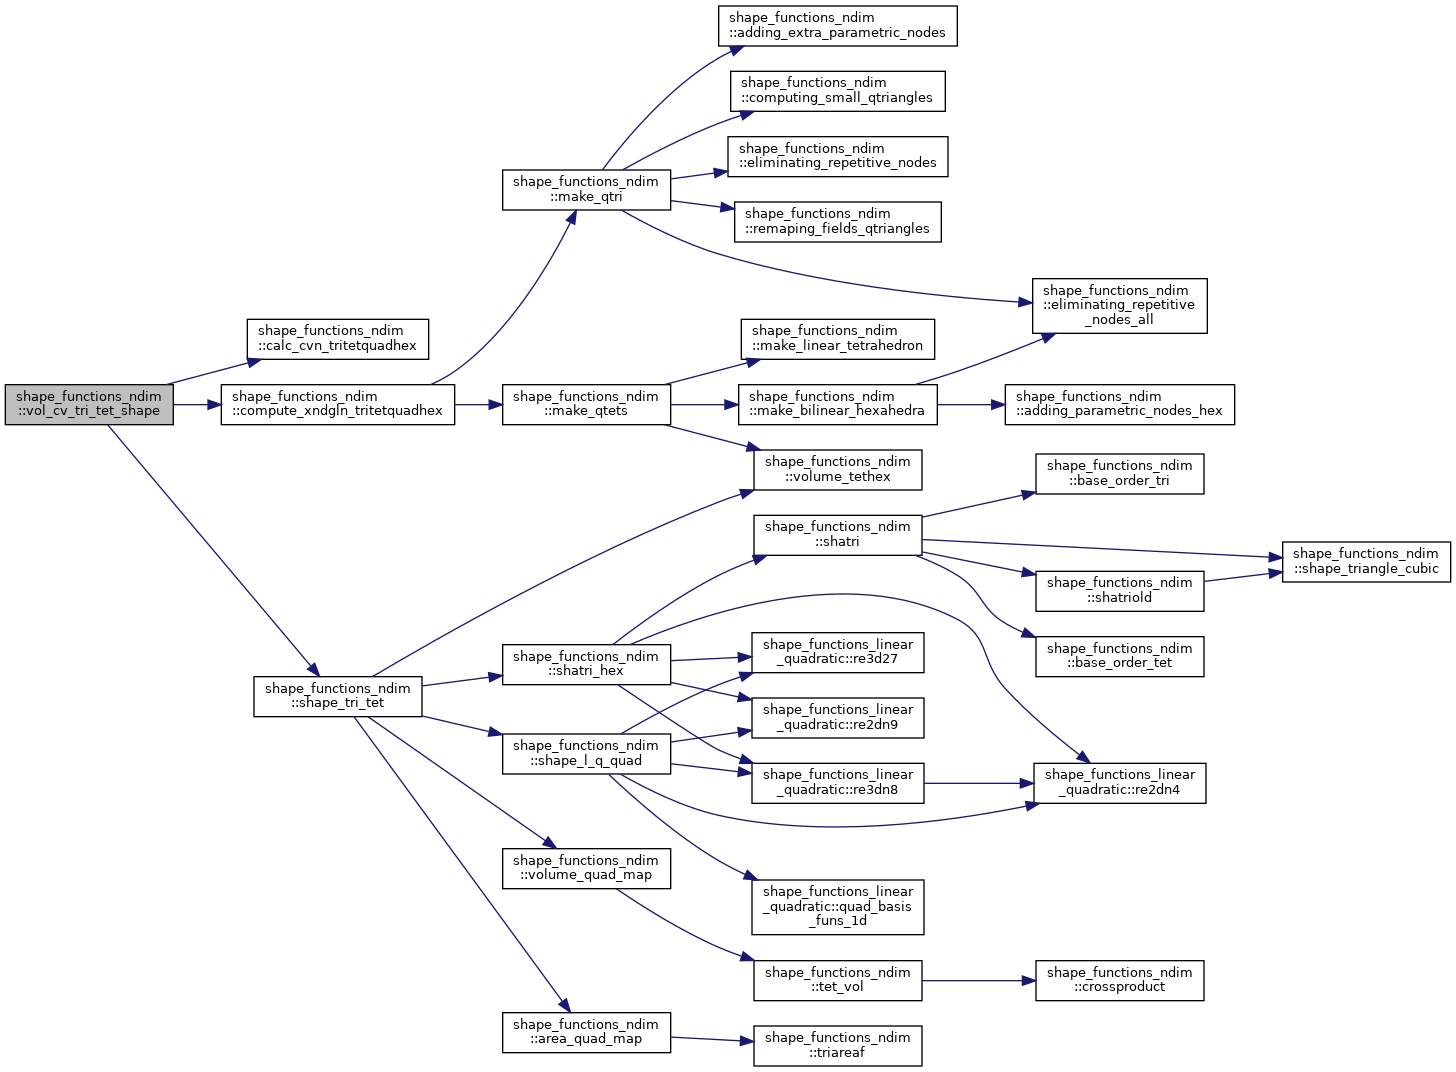 shape_functions_ndim
::adding_extra_parametric_nodes
shape_functions_ndim
::computing_small_qtriangles
shape_functions_ndim
::eliminating_repetitive_nodes
shape_functions_ndim
::make_qtri
shape_functions_ndim
::remaping_fields_qtriangles
shape_functions_ndim
::eliminating_repetitive
_nodes_all
shape_functions_ndim
::calc_cvn_tritetquadhex
shape_functions_ndim
::make_linear_tetrahedron
shape_functions_ndim
::vol_cv_tri_tet_shape
shape_functions_ndim
::compute_xndgln_tritetquadhex
shape_functions_ndim
::make_qtets
shape_functions_ndim
::make_bilinear_hexahedra
shape_functions_ndim
::adding_parametric_nodes_hex
shape_functions_ndim
::volume_tethex
shape_functions_ndim
::base_order_tri
shape_functions_ndim
::shatri
shape_functions_ndim
::shape_triangle_cubic
shape_functions_ndim
::shatriold
shape_functions_ndim
::base_order_tet
shape_functions_linear
_quadratic::re3d27
shape_functions_ndim
::shatri_hex
shape_functions_ndim
::shape_tri_tet
shape_functions_linear
_quadratic::re2dn9
shape_functions_ndim
::shape_l_q_quad
shape_functions_linear
_quadratic::re3dn8
shape_functions_linear
_quadratic::re2dn4
shape_functions_ndim
::volume_quad_map
shape_functions_linear
_quadratic::quad_basis
_funs_1d
shape_functions_ndim
::tet_vol
shape_functions_ndim
::crossproduct
shape_functions_ndim
::area_quad_map
shape_functions_ndim
::triareaf